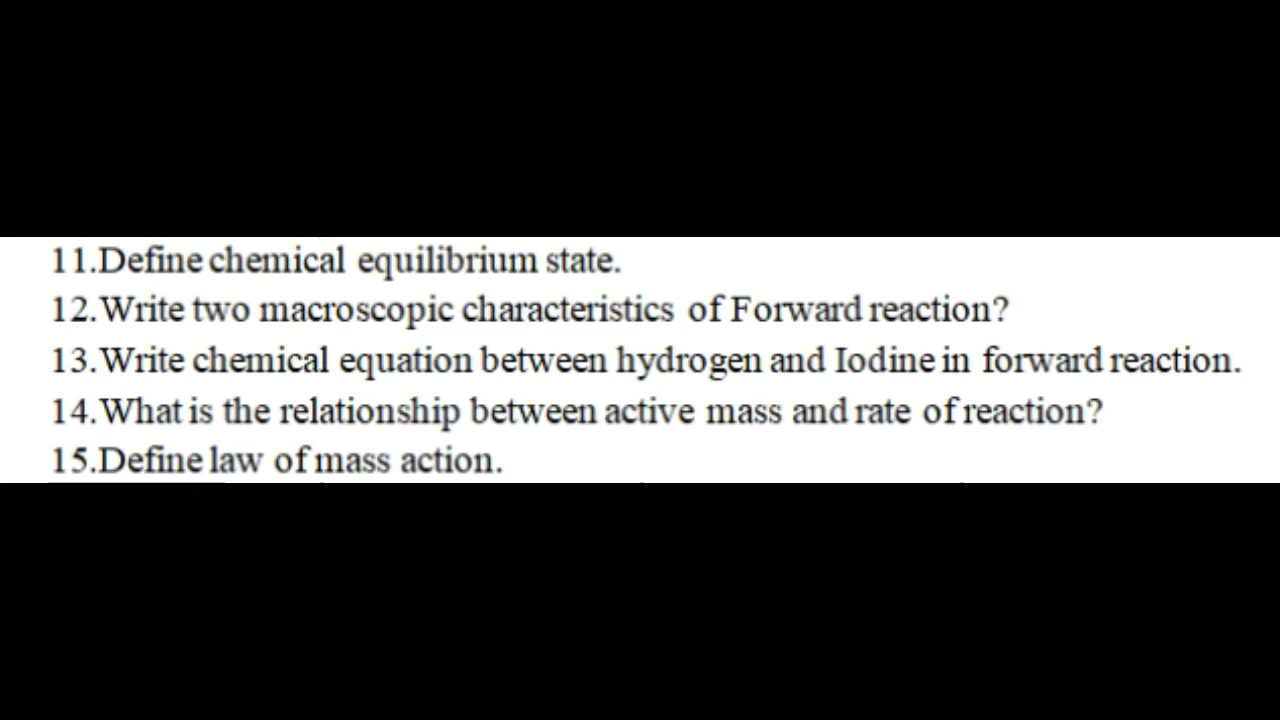 11.Define chemical equilibrium state.
12.Write two macroscopic characteristics of Forward reaction?
13.Write chemical equation between hydrogen and Iodine in forward reaction.
14.What is the relationship between active mass and rate of reaction?
15.Define law of mass action.